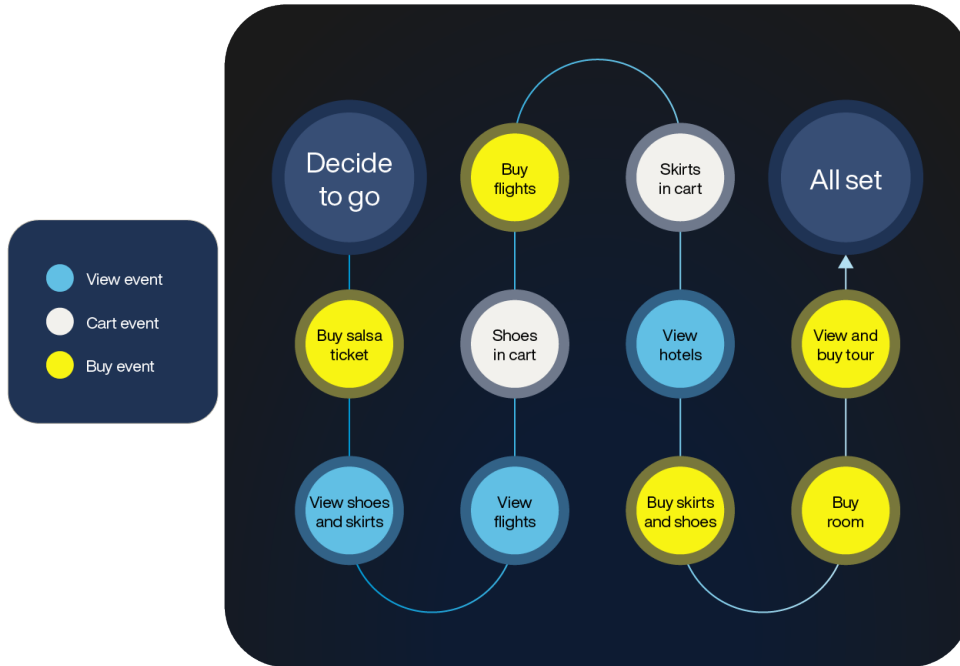 View event
Cart event
Buy event
Decide
to go
Buy salsa
ticket
View shoes
and skirts
View
flights
Shoes
in cart
Buy
flights
Skirts
in cart
View
hotels
Buy skirts
and shoes
Buy
room
View and
buy tour
All set